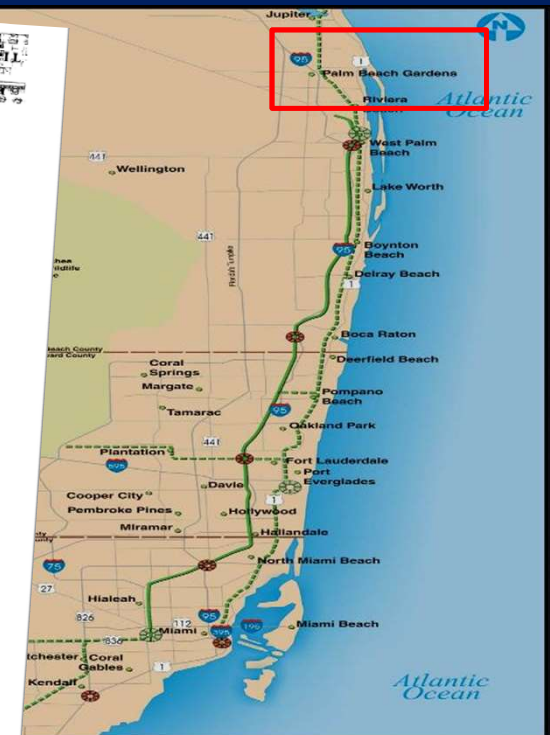 Jupiter
N
95
1
Palm Beach Gardens
Riviera
Atlantic
Ocean
West Palm
Beach
441
Wellington
Lake Worth
441
95
Boynton
Beach
Delray Beach
1
Boca Raton
Deerfield Beach
Coral
Springs
Margate
Pompano
Beach
95
Tamarac
Oakland Park
441
Plantation
595
Fort Lauderdale
Port
Everglades
Davie
Cooper City
1
Pembroke Pines
Hollywood
Miramar
Hallandale
North Miami Beach
75
27
Hialeah
826
112
95
195
195
Miami
Miami Beach
836
Coral
Gables
1
Kendall
Atlantic
Ocean